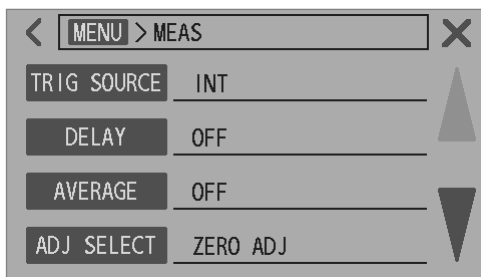 MENU > MEAS
TRIG SOURCE INT
DELAY OFF
AVERAGE OFF
ADJ SELECT ZERO ADJ